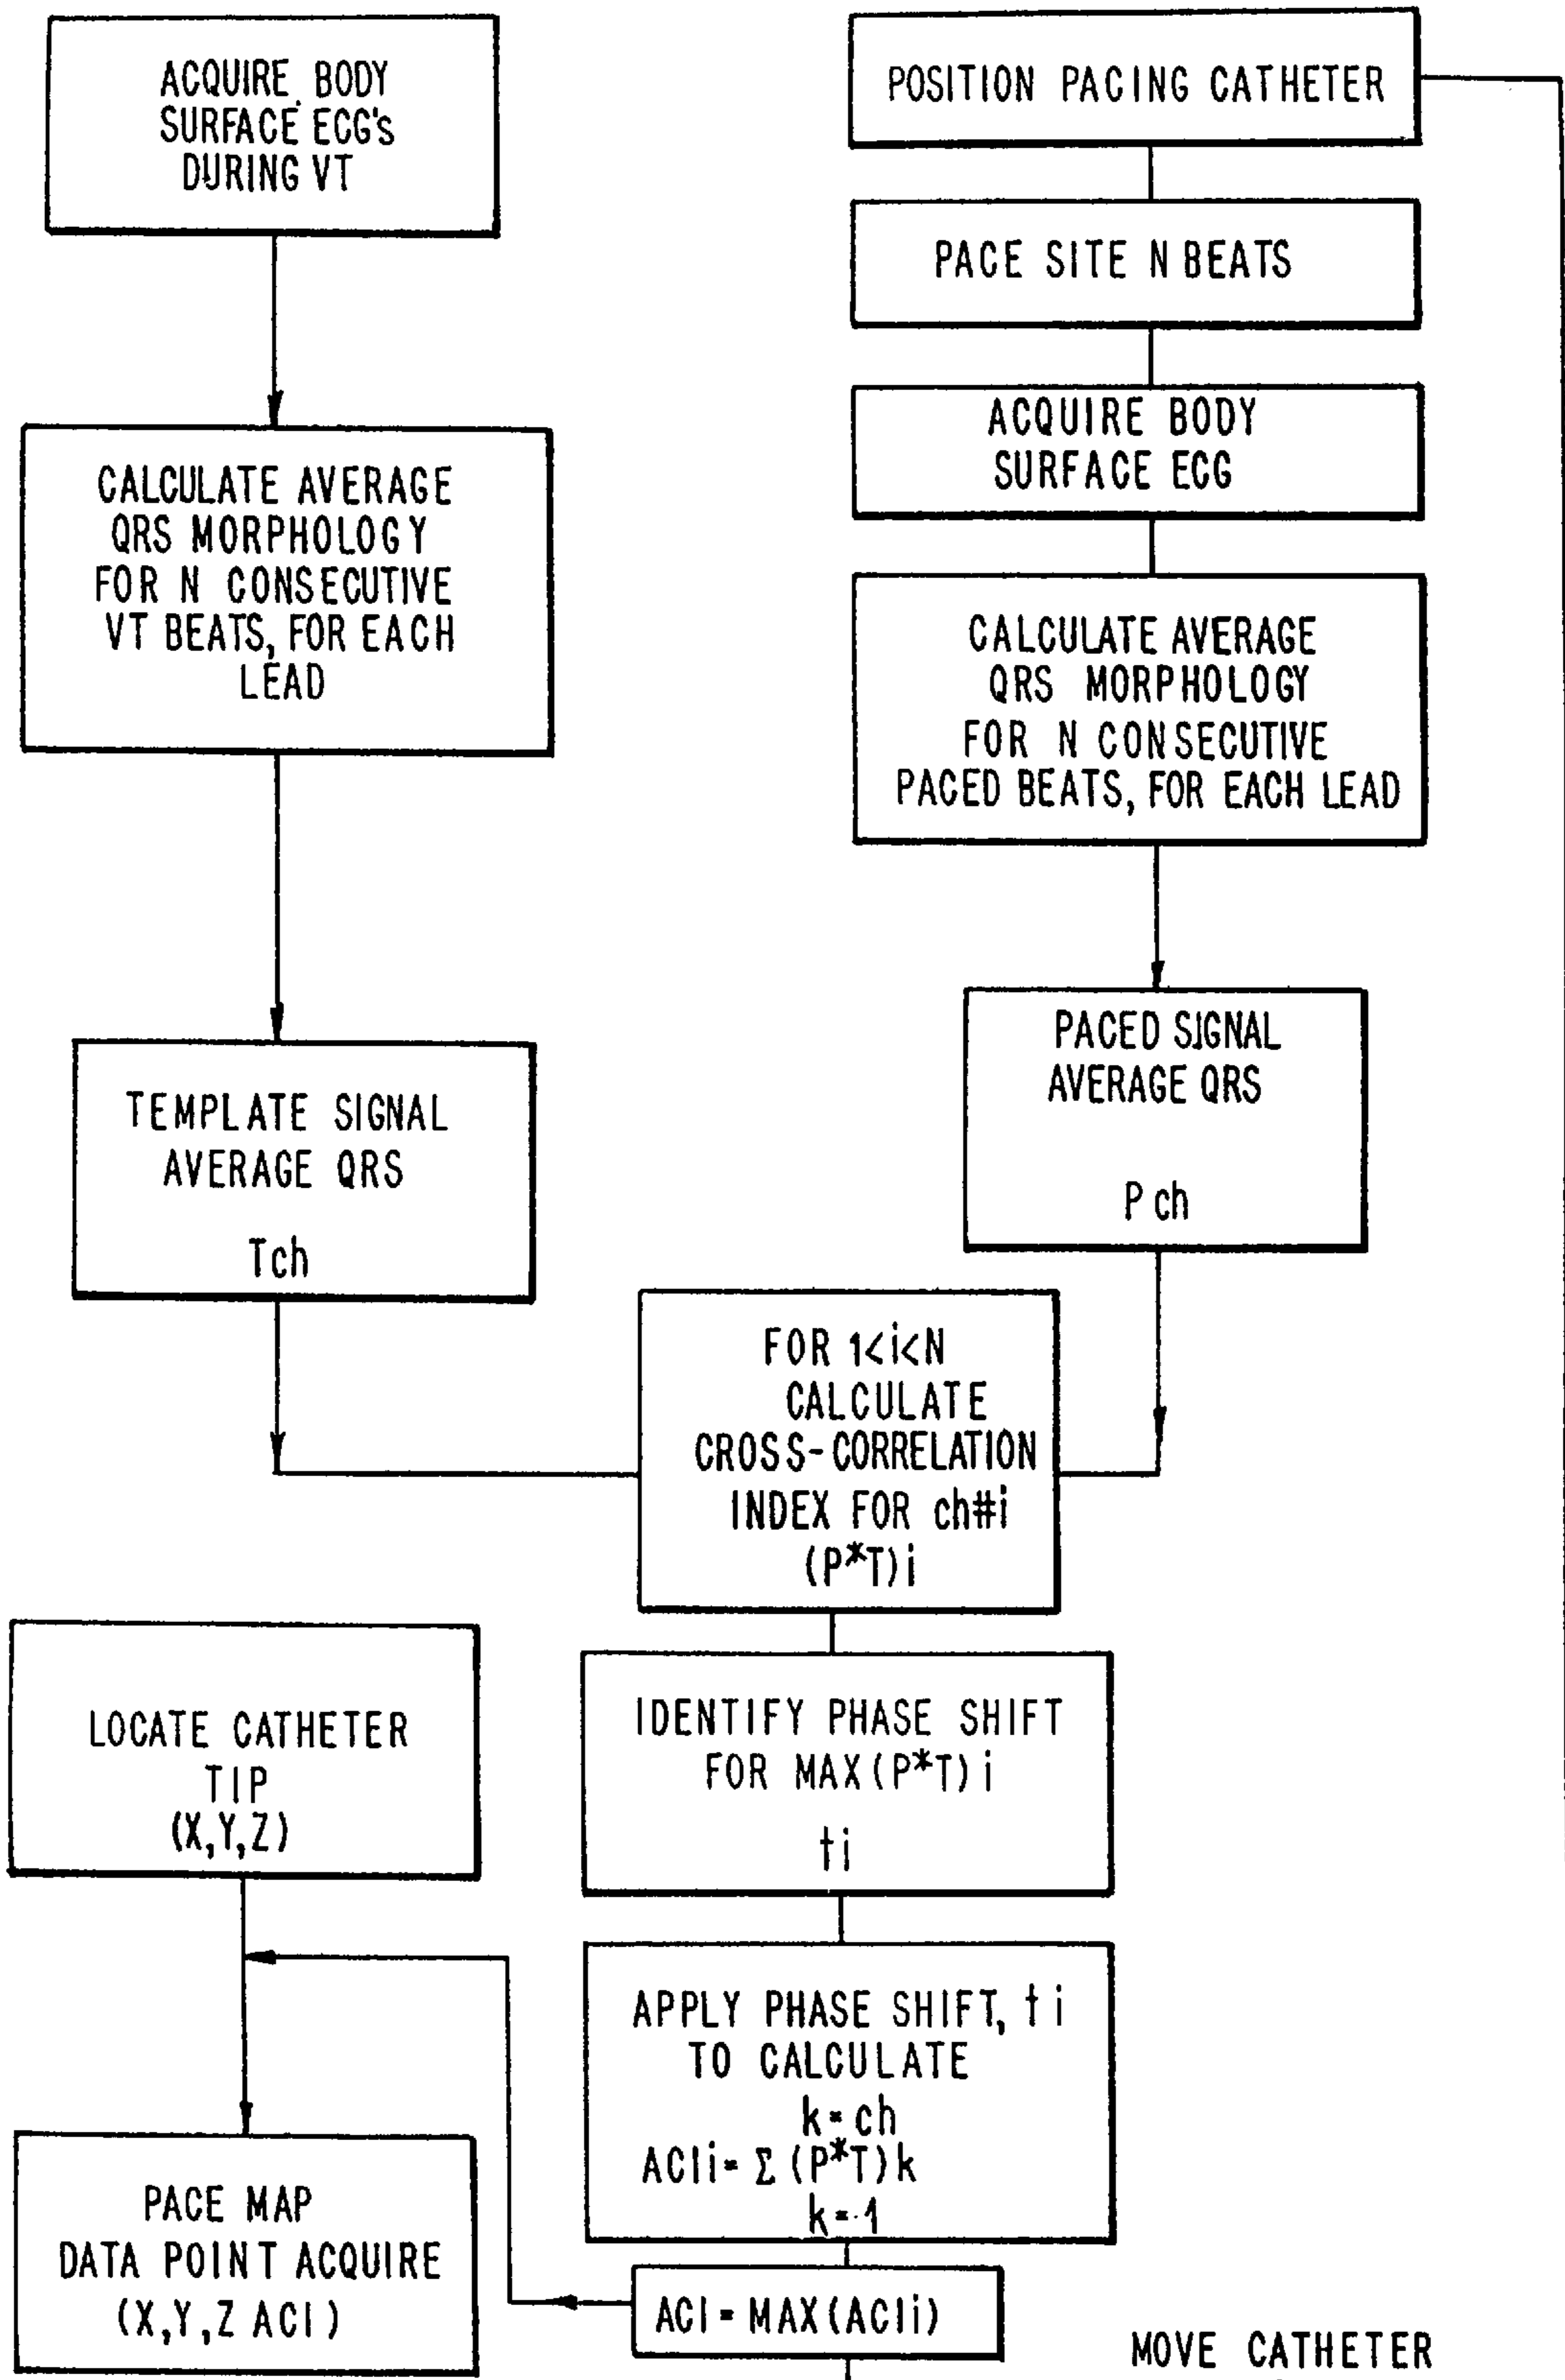 ACQUIRE BODY
SURFACE ECG's
DURING VT
CALCULATE AVERAGE
QRS MORPHOLOGY
FOR N CONSECUTIVE
VT BEATS, FOR EACH
LEAD
TEMPLATE SIGNAL
AVERAGE QRS
Tch
POSITION PACING CATHETER
PACE SITE N BEATS
ACQUIRE BODY
SURFACE ECG
CALCULATE AVERAGE
QRS MORPHOLOGY
FOR N CONSECUTIVE
PACED BEATS, FOR EACH LEAD
PACED SIGNAL
AVERAGE QRS
P ch
FOR 1<i<N
CALCULATE
CROSS-CORRELATION
INDEX FOR ch#i
(P*T)i
IDENTIFY PHASE SHIFT
FOR MAX(P*T)i
ti
APPLY PHASE SHIFT, ti
TO CALCULATE
k=ch
ACIi=Σ(P*T)k
k=1
ACI=MAX(ACIi)
LOCATE CATHETER
TIP
(X,Y,Z)
PACE MAP
DATA POINT ACQUIRE
(X,Y,Z ACI)
MOVE CATHETER